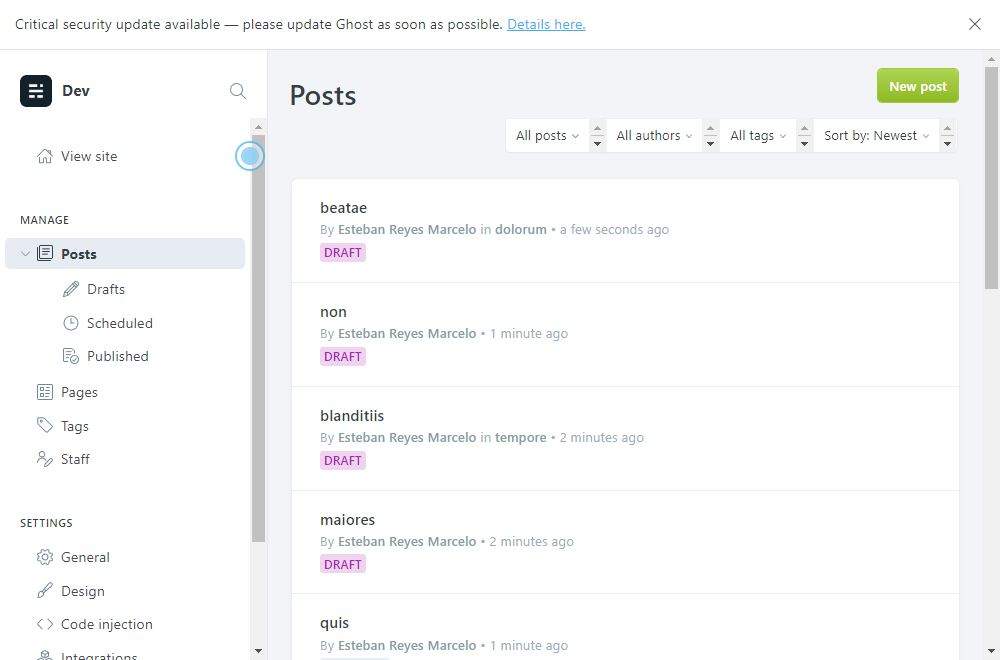 Critical security update available — please update Ghost as soon as possible. Details here.
Dev
View site
MANAGE
Posts
Drafts
Scheduled
Published
Pages
Tags
Staff
SETTINGS
General
Design
Code injection
Integrations
Posts
New post
All posts
All authors
All tags
Sort by: Newest
beatae
By Esteban Reyes Marcelo in dolorum • a few seconds ago
DRAFT
non
By Esteban Reyes Marcelo • 1 minute ago
DRAFT
blanditiis
By Esteban Reyes Marcelo in tempore • 2 minutes ago
DRAFT
maiores
By Esteban Reyes Marcelo • 2 minutes ago
DRAFT
quis
By Esteban Reyes Marcelo • 1 minute ago